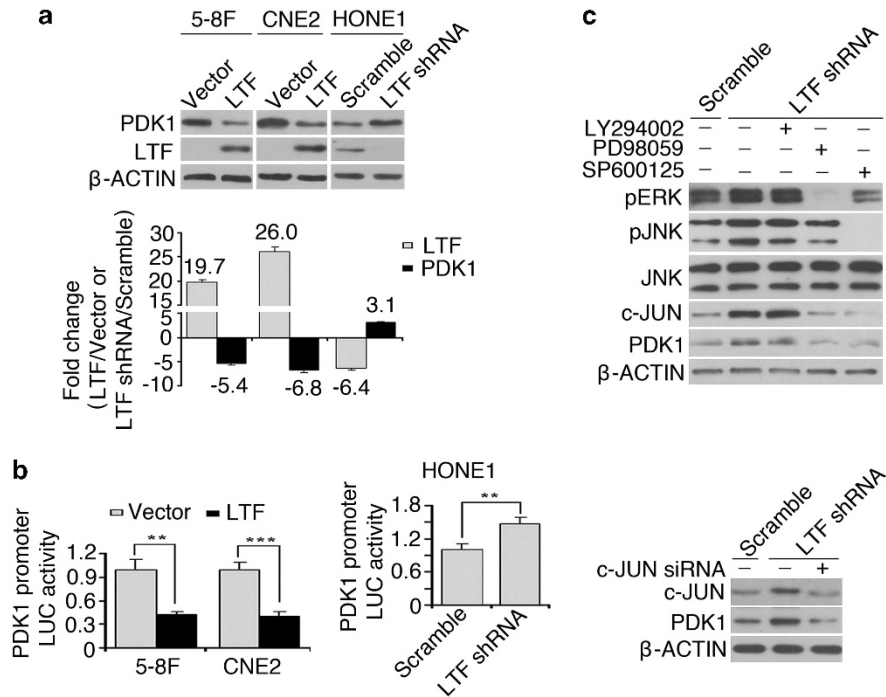 a
5-8F CNE2 HONE1
Vector LTF Vector LTF Scramble LTF shRNA
PDK1
LTF
β-ACTIN
Fold change
(LTF/Vector or
LTF shRNA/Scramble)
30
25
20
15
5
0
-5
-10
19.7 26.0 3.1
-5.4 -6.8 -6.4
LTF
PDK1
b
Vector LTF
PDK1 promoter
LUC activity
1.2
0.9
0.6
0.3
0
** ***
5-8F CNE2
HONE1
PDK1 promoter
LUC activity
1.8
1.2
0.6
0
**
Scramble LTF shRNA
c
Scramble LTF shRNA
LY294002 – – + – –
PD98059 – – – + –
SP600125 – – – – +
pERK
pJNK
JNK
c-JUN
PDK1
β-ACTIN
Scramble LTF shRNA
c-JUN siRNA – – +
c-JUN
PDK1
β-ACTIN